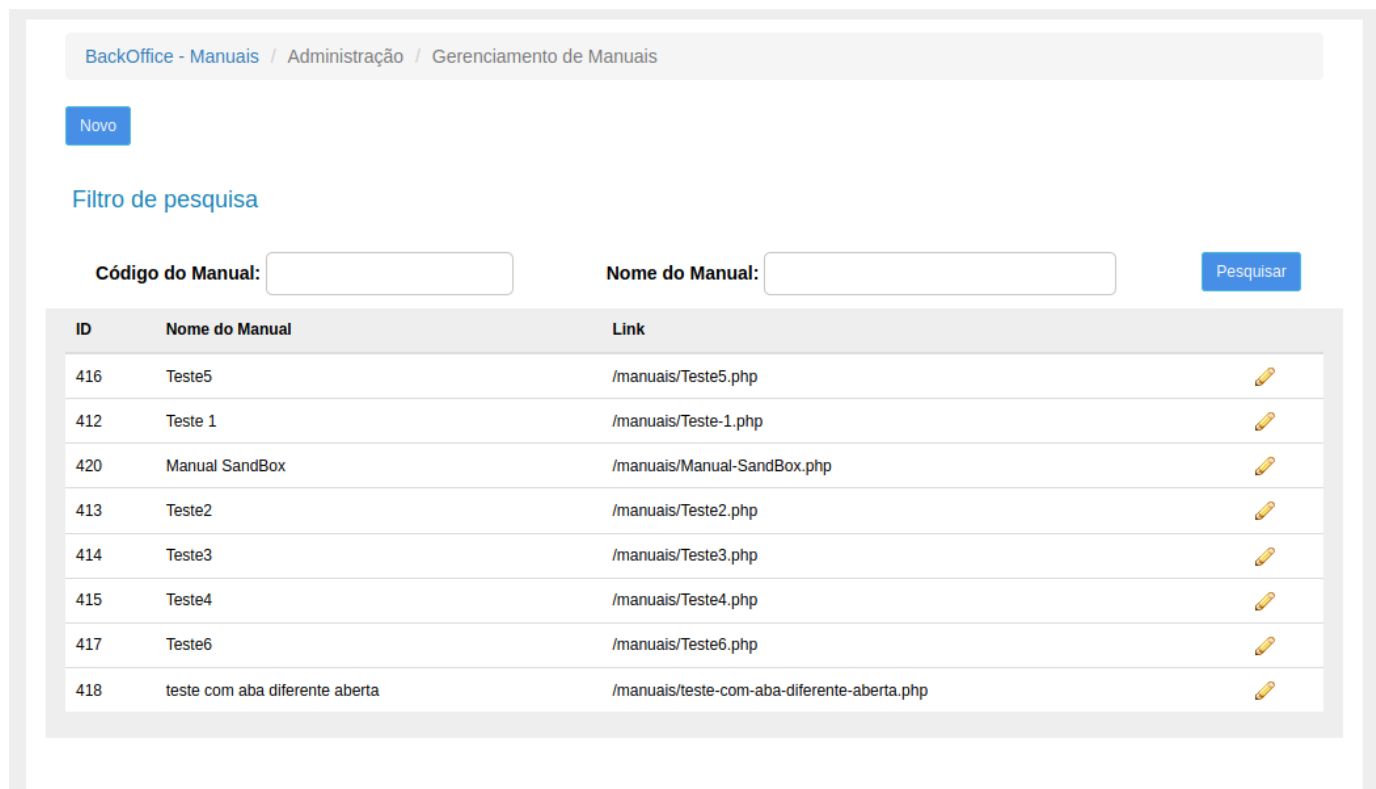 BackOffice - Manuais / Administração / Gerenciamento de Manuais
Novo
Filtro de pesquisa
Código do Manual: Nome do Manual: Pesquisar
ID Nome do Manual Link
416 Teste5 /manuais/Teste5.php
412 Teste 1 /manuais/Teste-1.php
420 Manual SandBox /manuais/Manual-SandBox.php
413 Teste2 /manuais/Teste2.php
414 Teste3 /manuais/Teste3.php
415 Teste4 /manuais/Teste4.php
417 Teste6 /manuais/Teste6.php
418 teste com aba diferente aberta /manuais/teste-com-aba-diferente-aberta.php